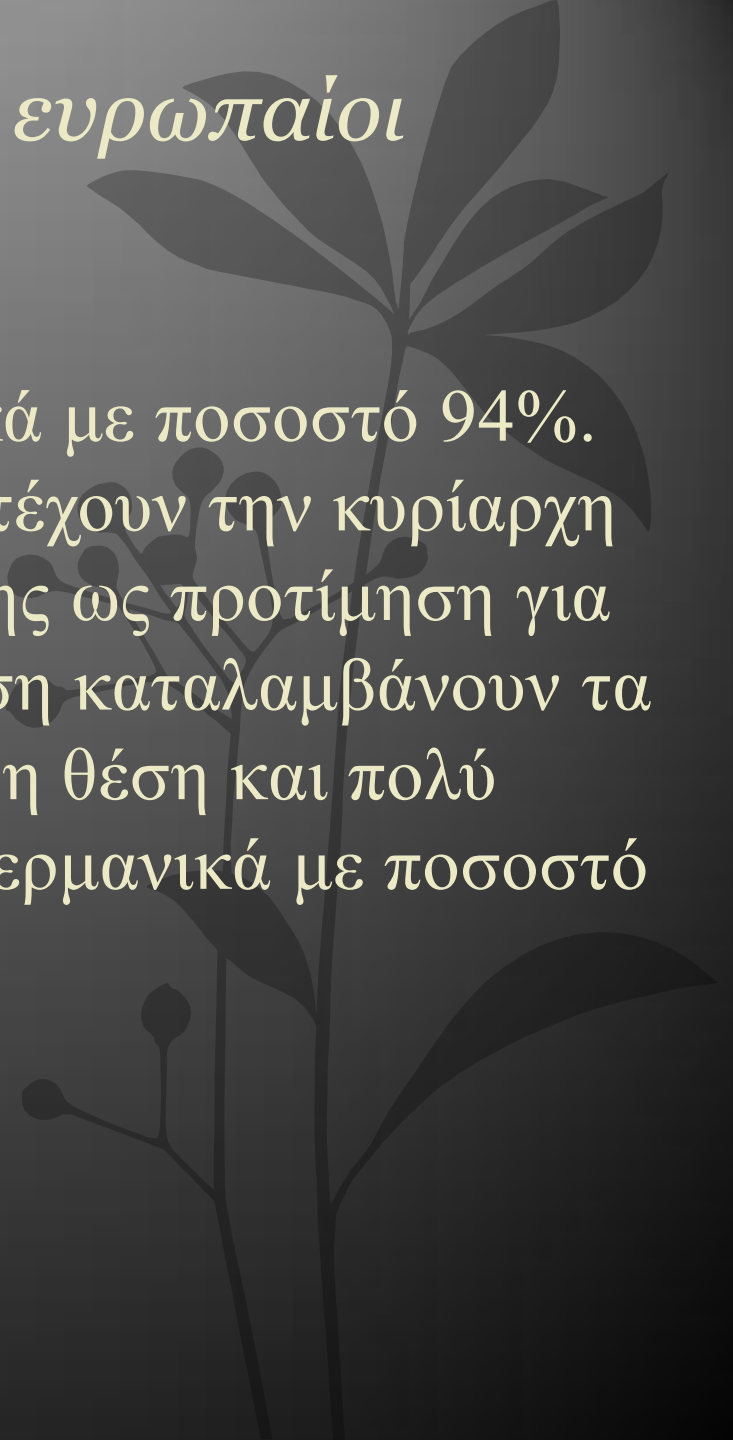 ευρωπαίοι
ά με ποσοστό 94%.
τέχουν την κυρίαρχη
ης ως προτίμηση για
ση καταλαμβάνουν τα
η θέση και πολύ
ερμανικά με ποσοστό